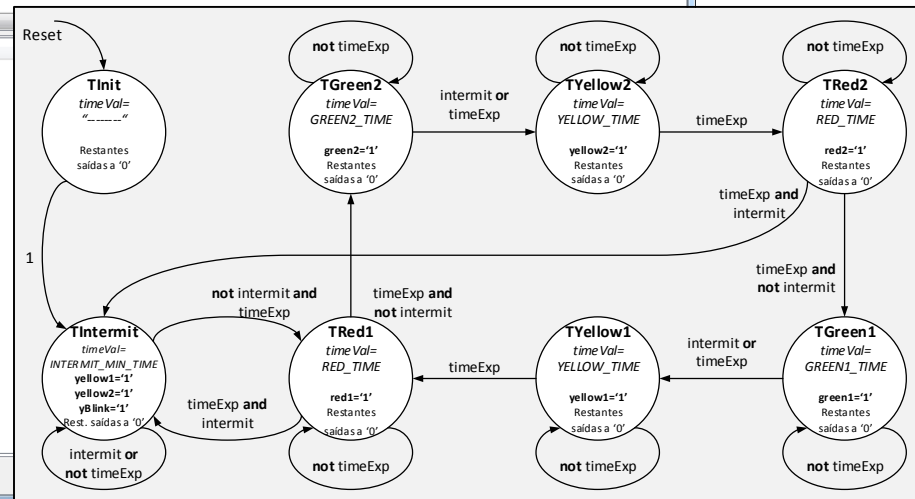 Reset
TInit
timeVal=
“--------“
Restantes
saídas a ‘0’
not timeExp
TGreen2
timeVal=
GREEN2_TIME
green2=‘1’
Restantes
saídas a ‘0’
intermit or
timeExp
not timeExp
TYellow2
timeVal=
YELLOW_TIME
yellow2=‘1’
Restantes
saídas a ‘0’
timeExp
not timeExp
TRed2
timeVal=
RED_TIME
red2=‘1’
Restantes
saídas a ‘0’
timeExp and
intermit
1
not intermit and
timeExp
timeExp and
not intermit
timeExp and
not intermit
TIntermit
timeVal=
INTERMIT_MIN_TIME
yellow1=‘1’
yellow2=‘1’
yBlink=‘1’
Rest. saídas a ‘0’
intermit or
not timeExp
timeExp and
intermit
TRed1
timeVal=
RED_TIME
red1=‘1’
Restantes
saídas a ‘0’
not timeExp
timeExp
TYellow1
timeVal=
YELLOW_TIME
yellow1=‘1’
Restantes
saídas a ‘0’
not timeExp
intermit or
timeExp
TGreen1
timeVal=
GREEN1_TIME
green1=‘1’
Restantes
saídas a ‘0’
not timeExp